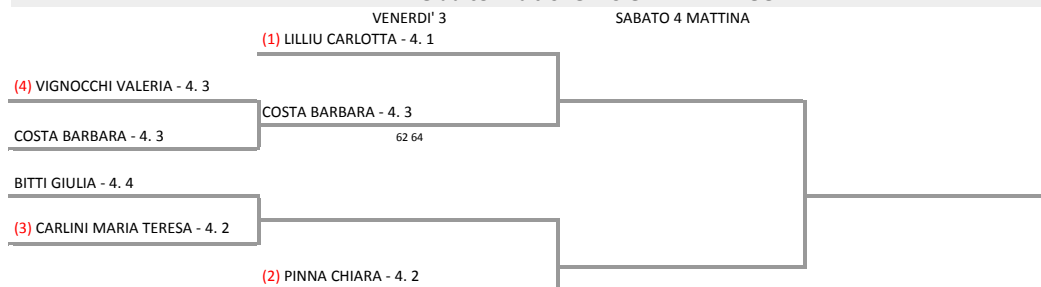 VENERDI' 3
SABATO 4 MATTINA
(1) LILLIU CARLOTTA - 4. 1
(4) VIGNOCCHI VALERIA - 4. 3
COSTA BARBARA - 4. 3
62 64
COSTA BARBARA - 4. 3
BITTI GIULIA - 4. 4
(3) CARLINI MARIA TERESA - 4. 2
(2) PINNA CHIARA - 4. 2